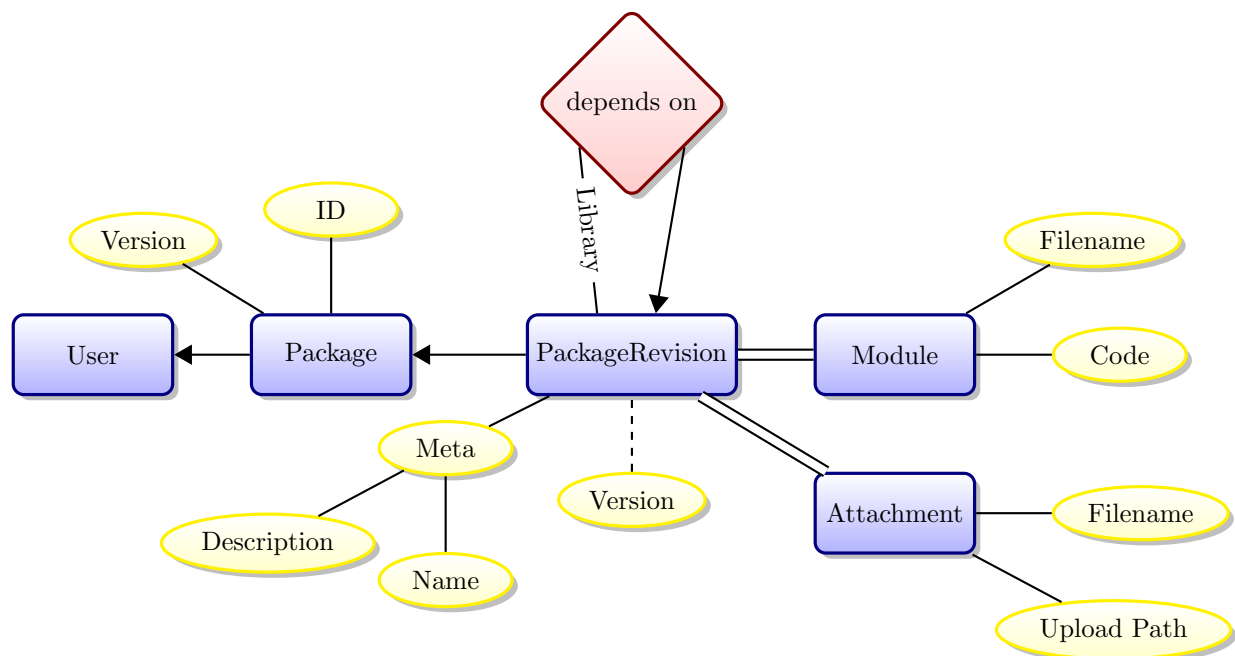 depends on
Library
ID
Version
Filename
User
Package
PackageRevision
Module
Code
Meta
Version
Attachment
Filename
Description
Name
Upload Path